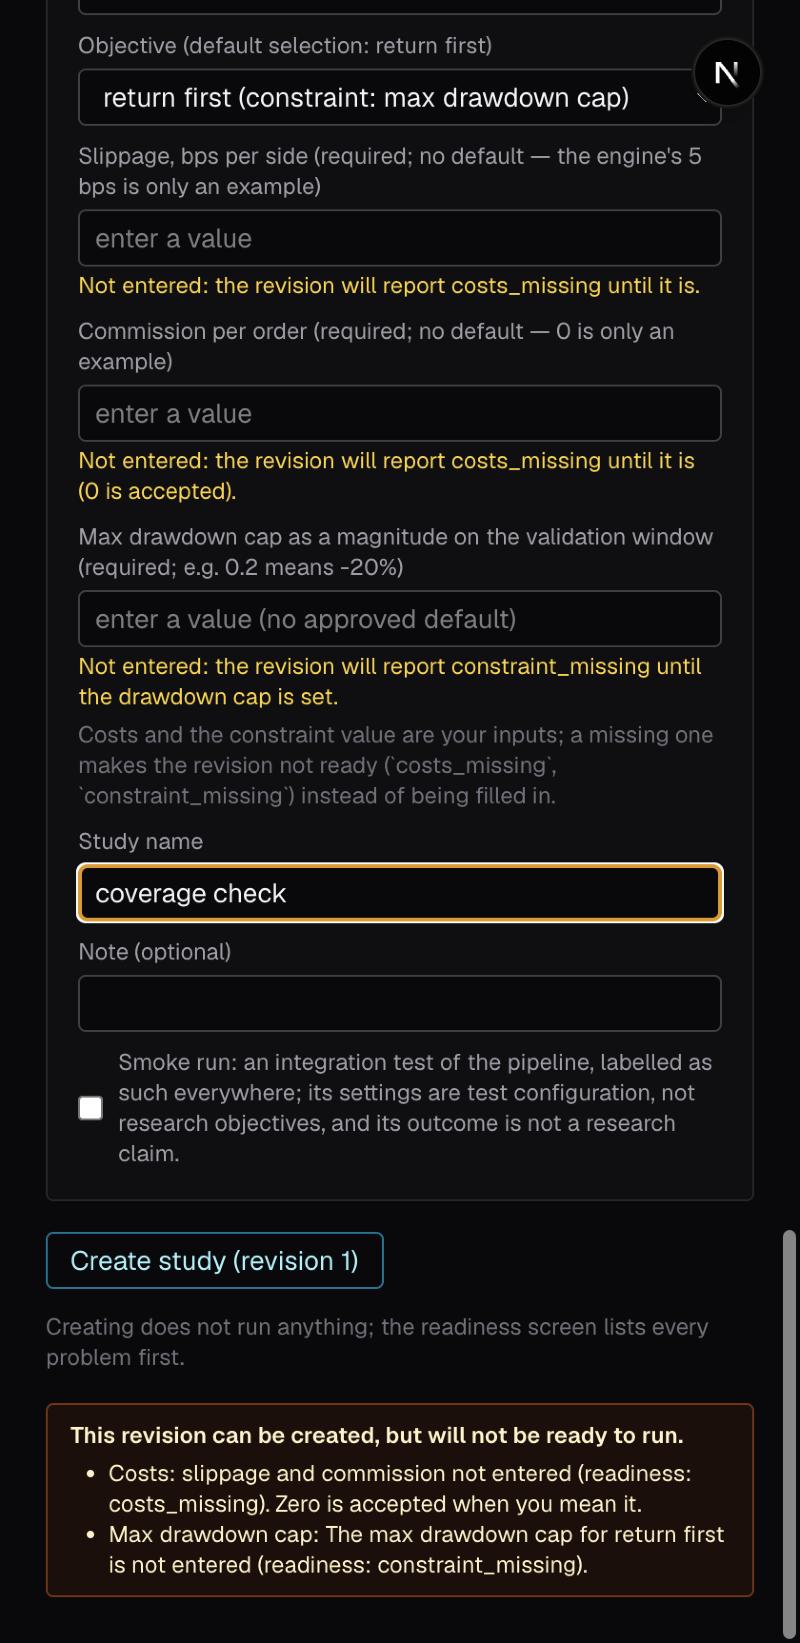 Objective (default selection: return first)
N
return first (constraint: max drawdown cap)
Slippage, bps per side (required; no default — the engine's 5
bps is only an example)
enter a value
Not entered: the revision will report costs_missing until it is.
Commission per order (required; no default — 0 is only an
example)
enter a value
Not entered: the revision will report costs_missing until it is
(0 is accepted).
Max drawdown cap as a magnitude on the validation window
(required; e.g. 0.2 means -20%)
enter a value (no approved default)
Not entered: the revision will report constraint_missing until
the drawdown cap is set.
Costs and the constraint value are your inputs; a missing one
makes the revision not ready (`costs_missing`,
`constraint_missing`) instead of being filled in.
Study name
coverage check
Note (optional)
Smoke run: an integration test of the pipeline, labelled as
such everywhere; its settings are test configuration, not
research objectives, and its outcome is not a research
claim.
Create study (revision 1)
Creating does not run anything; the readiness screen lists every
problem first.
This revision can be created, but will not be ready to run.
• Costs: slippage and commission not entered (readiness:
costs_missing). Zero is accepted when you mean it.
• Max drawdown cap: The max drawdown cap for return first
is not entered (readiness: constraint_missing).